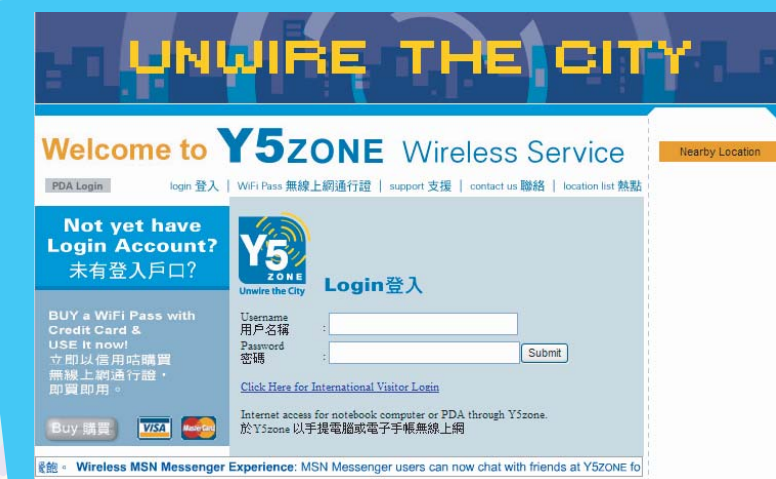 UNWIRE THE CITY
Welcome to Y5ZONE Wireless Service
Nearby Location
PDA Login
login 登入 | WiFi Pass 無線上網通行證 | support 支援 | contact us 聯絡 | location list 熱點
Not yet have
Login Account?
未有登入戶口?
Y5
ZONE
Unwire the City
Login登入
BUY a WiFi Pass with
Credit Card &
USE It now!
立即以信用咭購買
無線上網通行證，
即買即用。
Username
用戶名稱 :
Password
密碼 :
Submit
Click Here for International Visitor Login
Internet access for notebook computer or PDA through Y5zone.
於Y5zone 以手提電腦或電子手帳無線上網
Buy 購買
VISA
MasterCard
Wireless MSN Messenger Experience: MSN Messenger users can now chat with friends at Y5ZONE fo